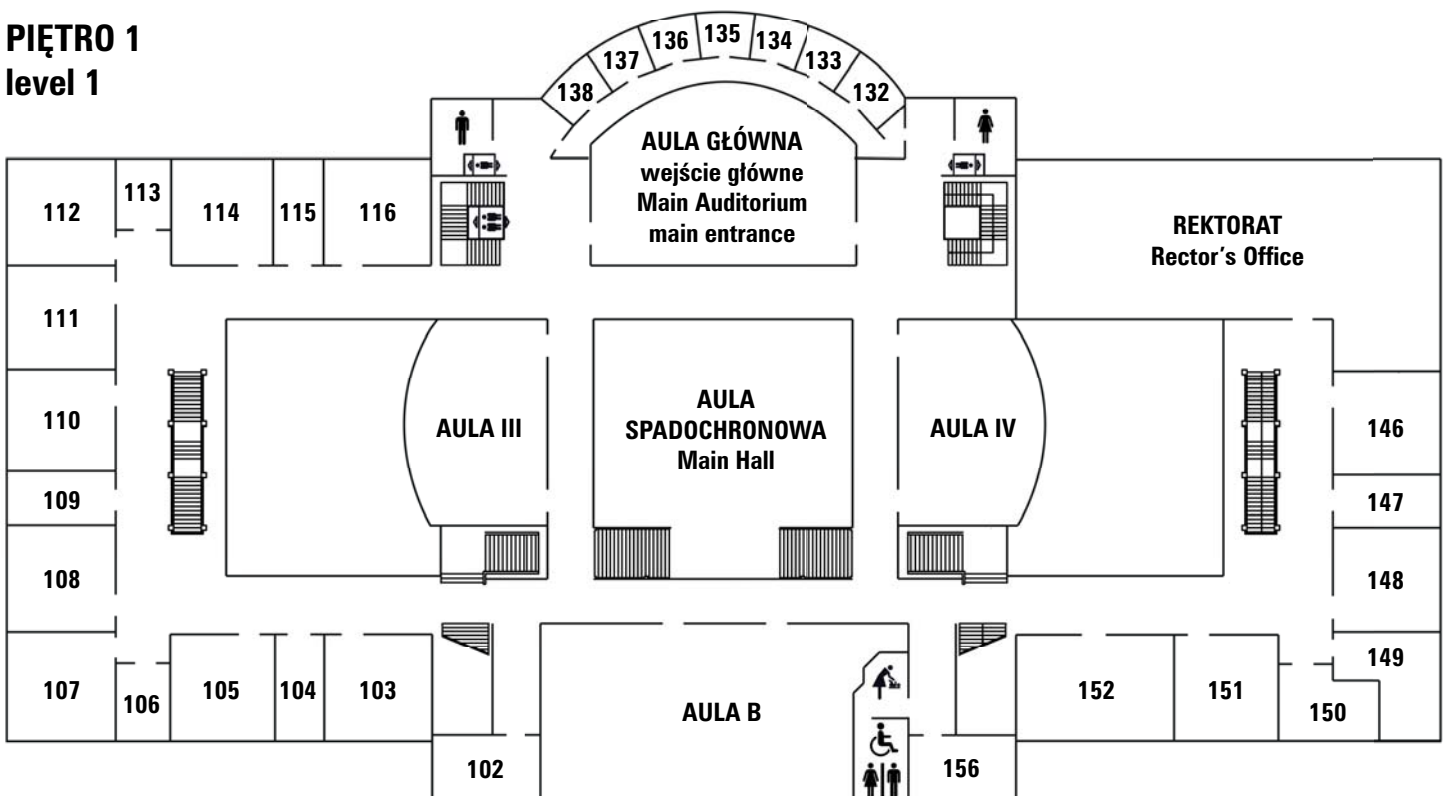 PIĘTRO 1
level 1
138
137
136
135
134
133
132
AULA GŁÓWNA
wejście główne
Main Auditorium
main entrance
112
113
114
115
116
REKTORAT
Rector's Office
111
110
109
108
107
106
105
104
103
102
AULA III
AULA
SPADOCHRONOWA
Main Hall
AULA IV
146
147
148
149
150
151
152
AULA B
156